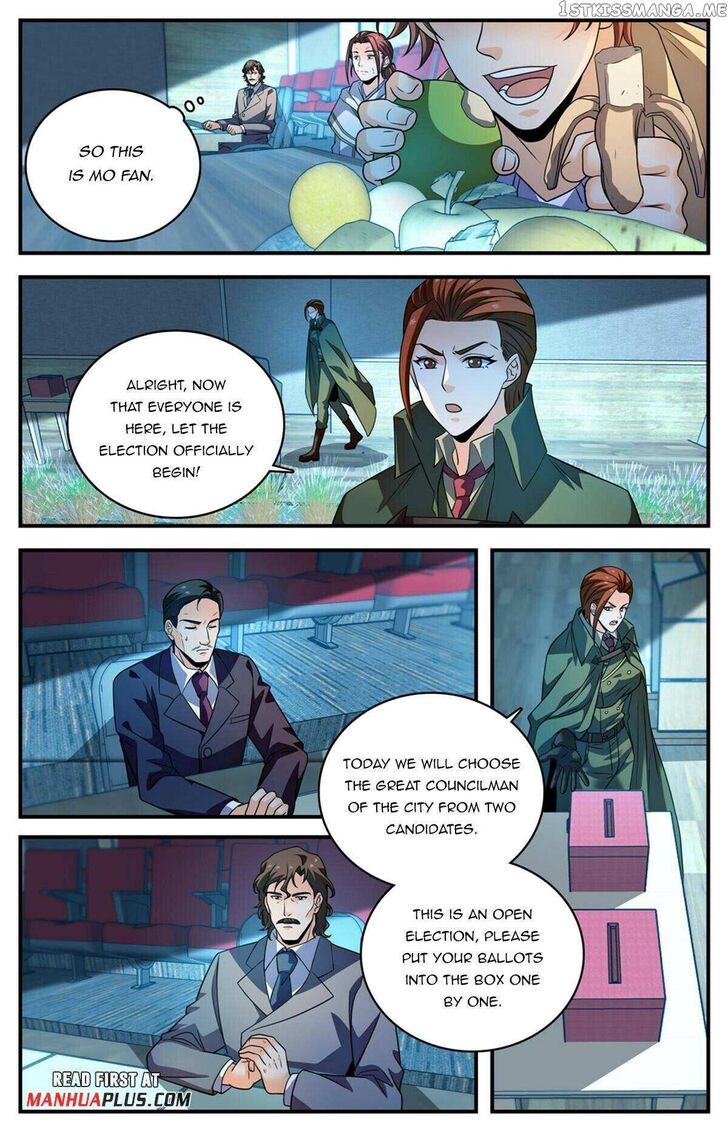 1STKISSMANGA.ME
SO THIS
IS MO FAN.
ALRIGHT, NOW
THAT EVERYONE IS
HERE, LET THE
ELECTION OFFICIALLY
BEGIN!
TODAY WE WILL CHOOSE
THE GREAT COUNCILMAN
OF THE CITY FROM TWO
CANDIDATES.
THIS IS AN OPEN
ELECTION, PLEASE
PUT YOUR BALLOTS
INTO THE BOX ONE
BY ONE.
READ FIRST AT
MANHUAPLUS.COM